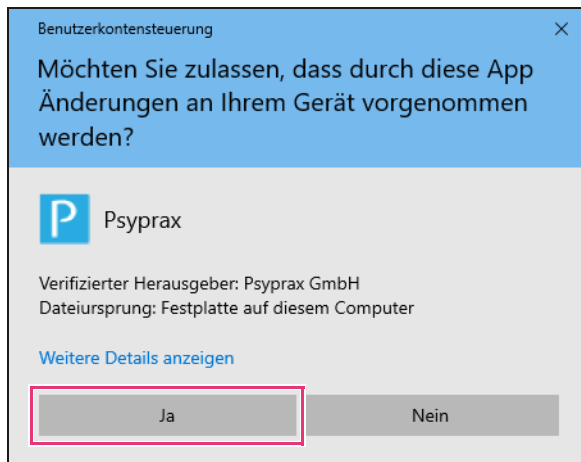 Benutzerkontensteuerung
Möchten Sie zulassen, dass durch diese App
Änderungen an Ihrem Gerät vorgenommen
werden?
P
Psyprax
Verifizierter Herausgeber: Psyprax GmbH
Dateiursprung: Festplatte auf diesem Computer
Weitere Details anzeigen
Ja
Nein